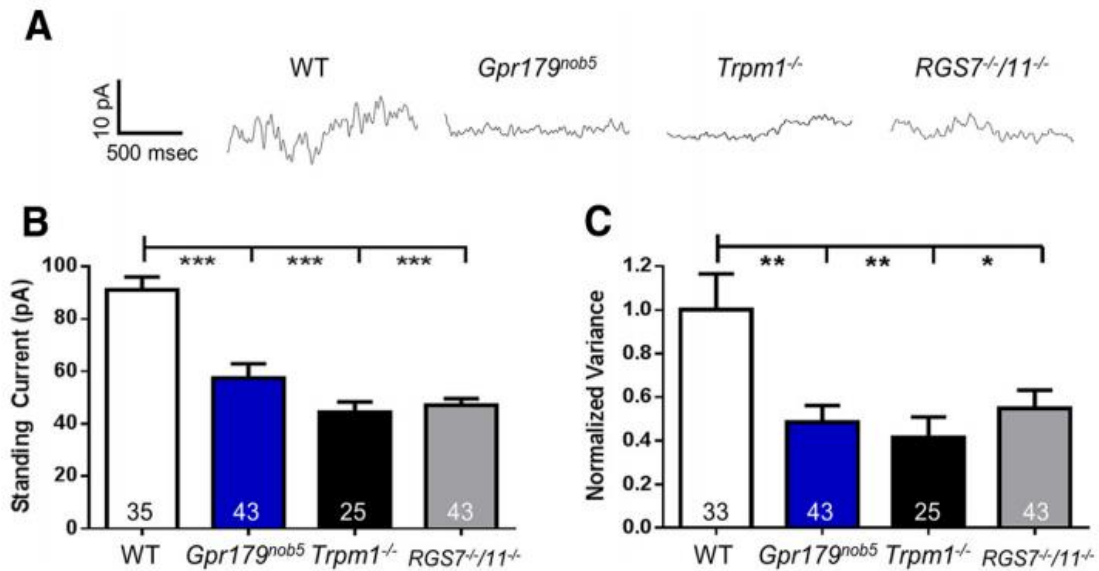 A
WT Gpr179nob5 Trpm1-/- RGS7-/-/11-/-
10 pA
500 msec
B
*** *** ***
Standing Current (pA)
100
80
60
40
20
0
35 43 25 43
WT Gpr179nob5 Trpm1-/- RGS7-/-/11-/-
C
** ** *
Normalized Variance
1.2
1.0
0.8
0.6
0.4
0.2
0.0
33 43 25 43
WT Gpr179nob5 Trpm1-/- RGS7-/-/11-/-